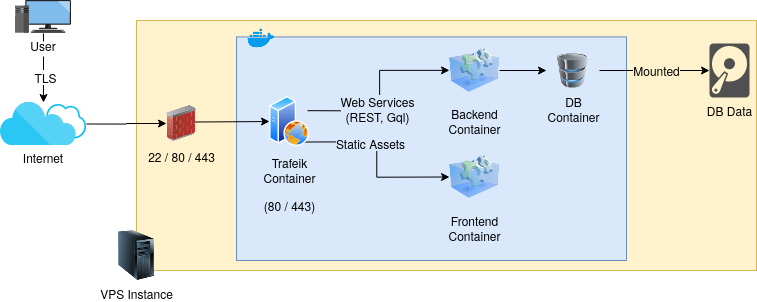 User
TLS
Internet
22 / 80 / 443
Trafeik
Container
(80 / 443)
Web Services
(REST, Gql)
Static Assets
Backend
Container
Frontend
Container
DB
Container
Mounted
DB Data
VPS Instance